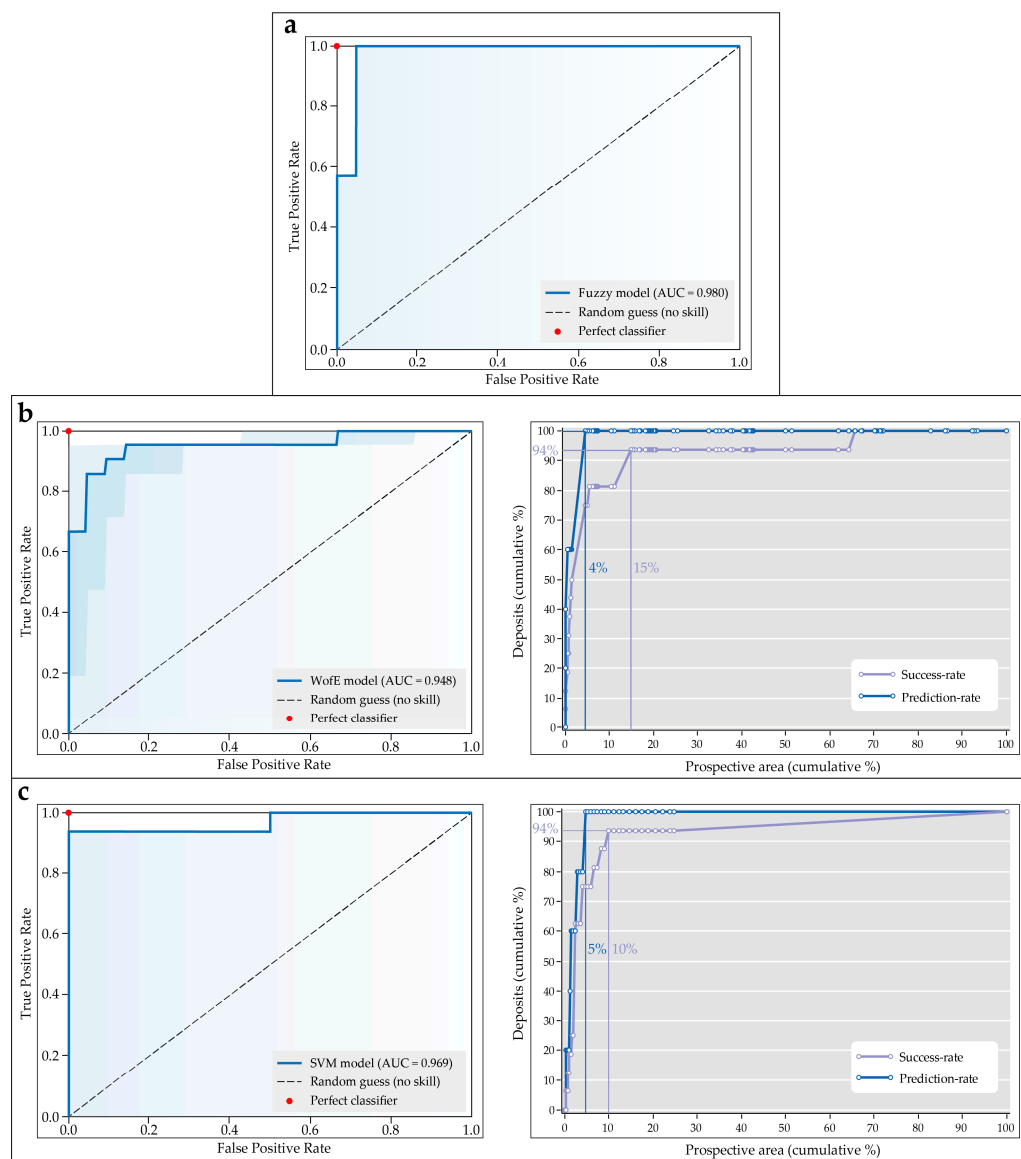 a
1.0
0.8
0.6
0.4
0.2
0.0
True Positive Rate
0.0 0.2 0.4 0.6 0.8 1.0
False Positive Rate
Fuzzy model (AUC = 0.980)
Random guess (no skill)
Perfect classifier
b
1.0
0.8
0.6
0.4
0.2
0.0
True Positive Rate
0.0 0.2 0.4 0.6 0.8 1.0
False Positive Rate
WofE model (AUC = 0.948)
Random guess (no skill)
Perfect classifier
100
94%
90
80
70
60
50
40
30
20
10
0
Deposits (cumulative %)
4% 15%
Success-rate
Prediction-rate
0 10 20 30 40 50 60 70 80 90 100
Prospective area (cumulative %)
c
1.0
0.8
0.6
0.4
0.2
0.0
True Positive Rate
0.0 0.2 0.4 0.6 0.8 1.0
False Positive Rate
SVM model (AUC = 0.969)
Random guess (no skill)
Perfect classifier
100
94%
90
80
70
60
50
40
30
20
10
0
Deposits (cumulative %)
5% 10%
Success-rate
Prediction-rate
0 10 20 30 40 50 60 70 80 90 100
Prospective area (cumulative %)